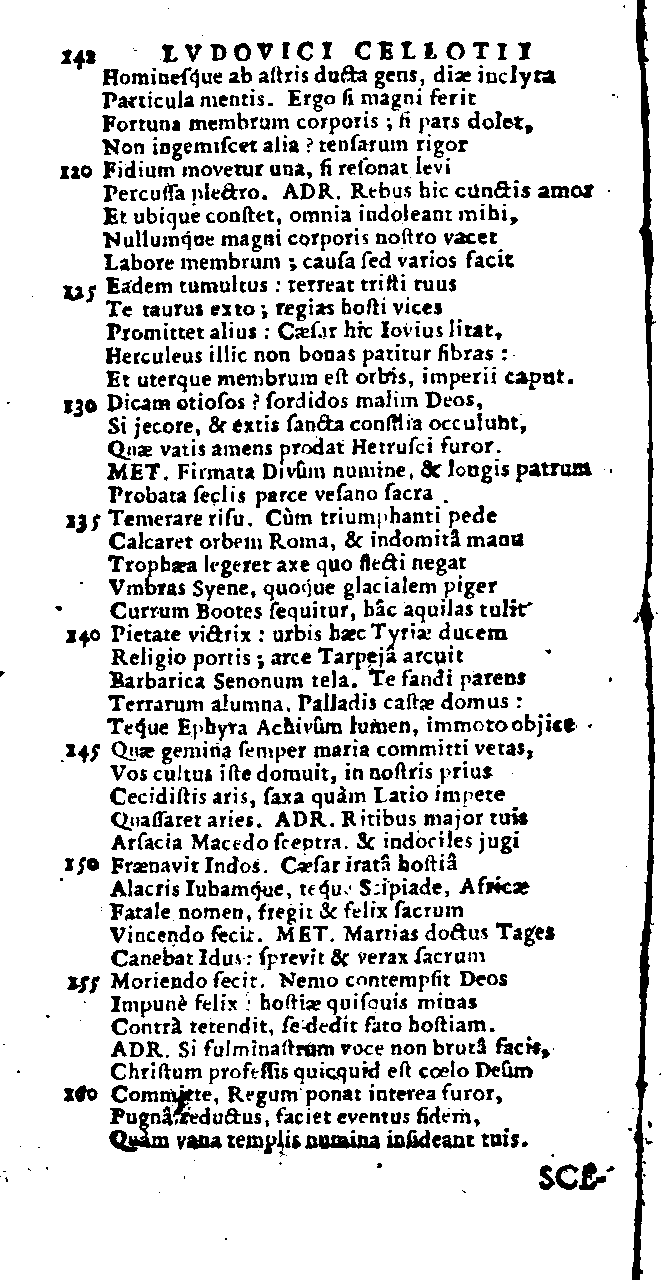 142 LVDOVICI CELLOTII
Hominesq́ue ab aſtris ducta gens, diæ inclyta
Particula mentis. Ergo ſi magni ferit
Fortuna membrum corporis ; ſi pars dolet,
Non ingemiſcet alia ? tenſarum rigor
120 Fidium movetur una, ſi reſonat levi
Percuſſa plectro. ADR. Rebus hic cunctis amor
Et ubique conſtet, omnia indoleant mihi,
Nullumq́ue magni corporis noſtro vacet
Labore membrum ; cauſa ſed varios facit
125 Eadem tumultus : terreat triſti tuus
Te taurus exto ; regias hoſti vices
Promittet alius : Cæſar hîc Iovius litat,
Herculeus illic non bonas patitur fibras :
Et uterque membrum eſt orbis, imperii caput.
130 Dicam otioſos ? ſordidos malim Deos,
Si jecore, & extis ſancta conſilia occulunt,
Quæ vatis amens prodat Hetruſci furor.
MET. Firmata Divûm numine, & longis patrum
Probata ſeclis parce veſano ſacra
135 Temerare riſu. Cùm triumphanti pede
Calcaret orbem Roma, & indomitâ manu
Trophæa legeret axe quo flecti negat
Vmbras Syene, quoque glacialem piger
Currum Bootes ſequitur, hâc aquilas tulit
140 Pietate victrix : urbis hæc Tyriæ ducem
Religio portis ; arce Tarpejâ arcuit
Barbarica Senonum tela. Te fandi parens
Terrarum alumna, Palladis caſtæ domus :
Teq́ue Ephyra Achivûm lumen, immoto objice
145 Quæ gemina ſemper maria committi vetas,
Vos cultus iſte domuit, in noſtris prius
Cecidiſtis aris, ſaxa quàm Latio impete
Quaſſaret aries. ADR. Ritibus major tuis
Arſacia Macedo ſceptra, & indociles jugi
150 Frænavit Indos. Cæſar iratâ hoſtiâ
Alacris Iubamq́ue, teq́ue Scipiade, Africæ
Fatale nomen, fregit & felix ſacrum
Vincendo fecit. MET. Martias doctus Tages
Canebat Idus : ſprevit & verax ſacrum
155 Moriendo fecit. Nemo contempſit Deos
Impunè felix : hoſtiæ quiſquis minas
Contrà tetendit, ſe dedit fato hoſtiam.
ADR. Si fulminaſtrum voce non brutâ facis,
Chriſtum profeſſis quicquid eſt cœlo Deûm
160 Committe, Regum ponat interea furor,
Pugnâ reductus, faciet eventus fidem,
Quàm vana templis numina inſideant tuis.
SCE-